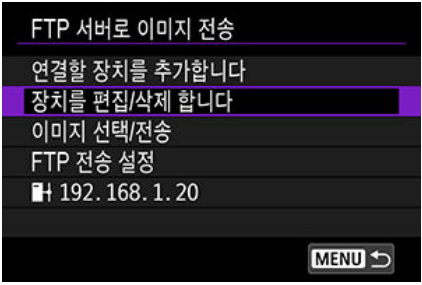 FTP 서버로 이미지 전송
연결할 장치를 추가합니다
장치를 편집/삭제 합니다
이미지 선택/전송
FTP 전송 설정
192.168.1.20
MENU